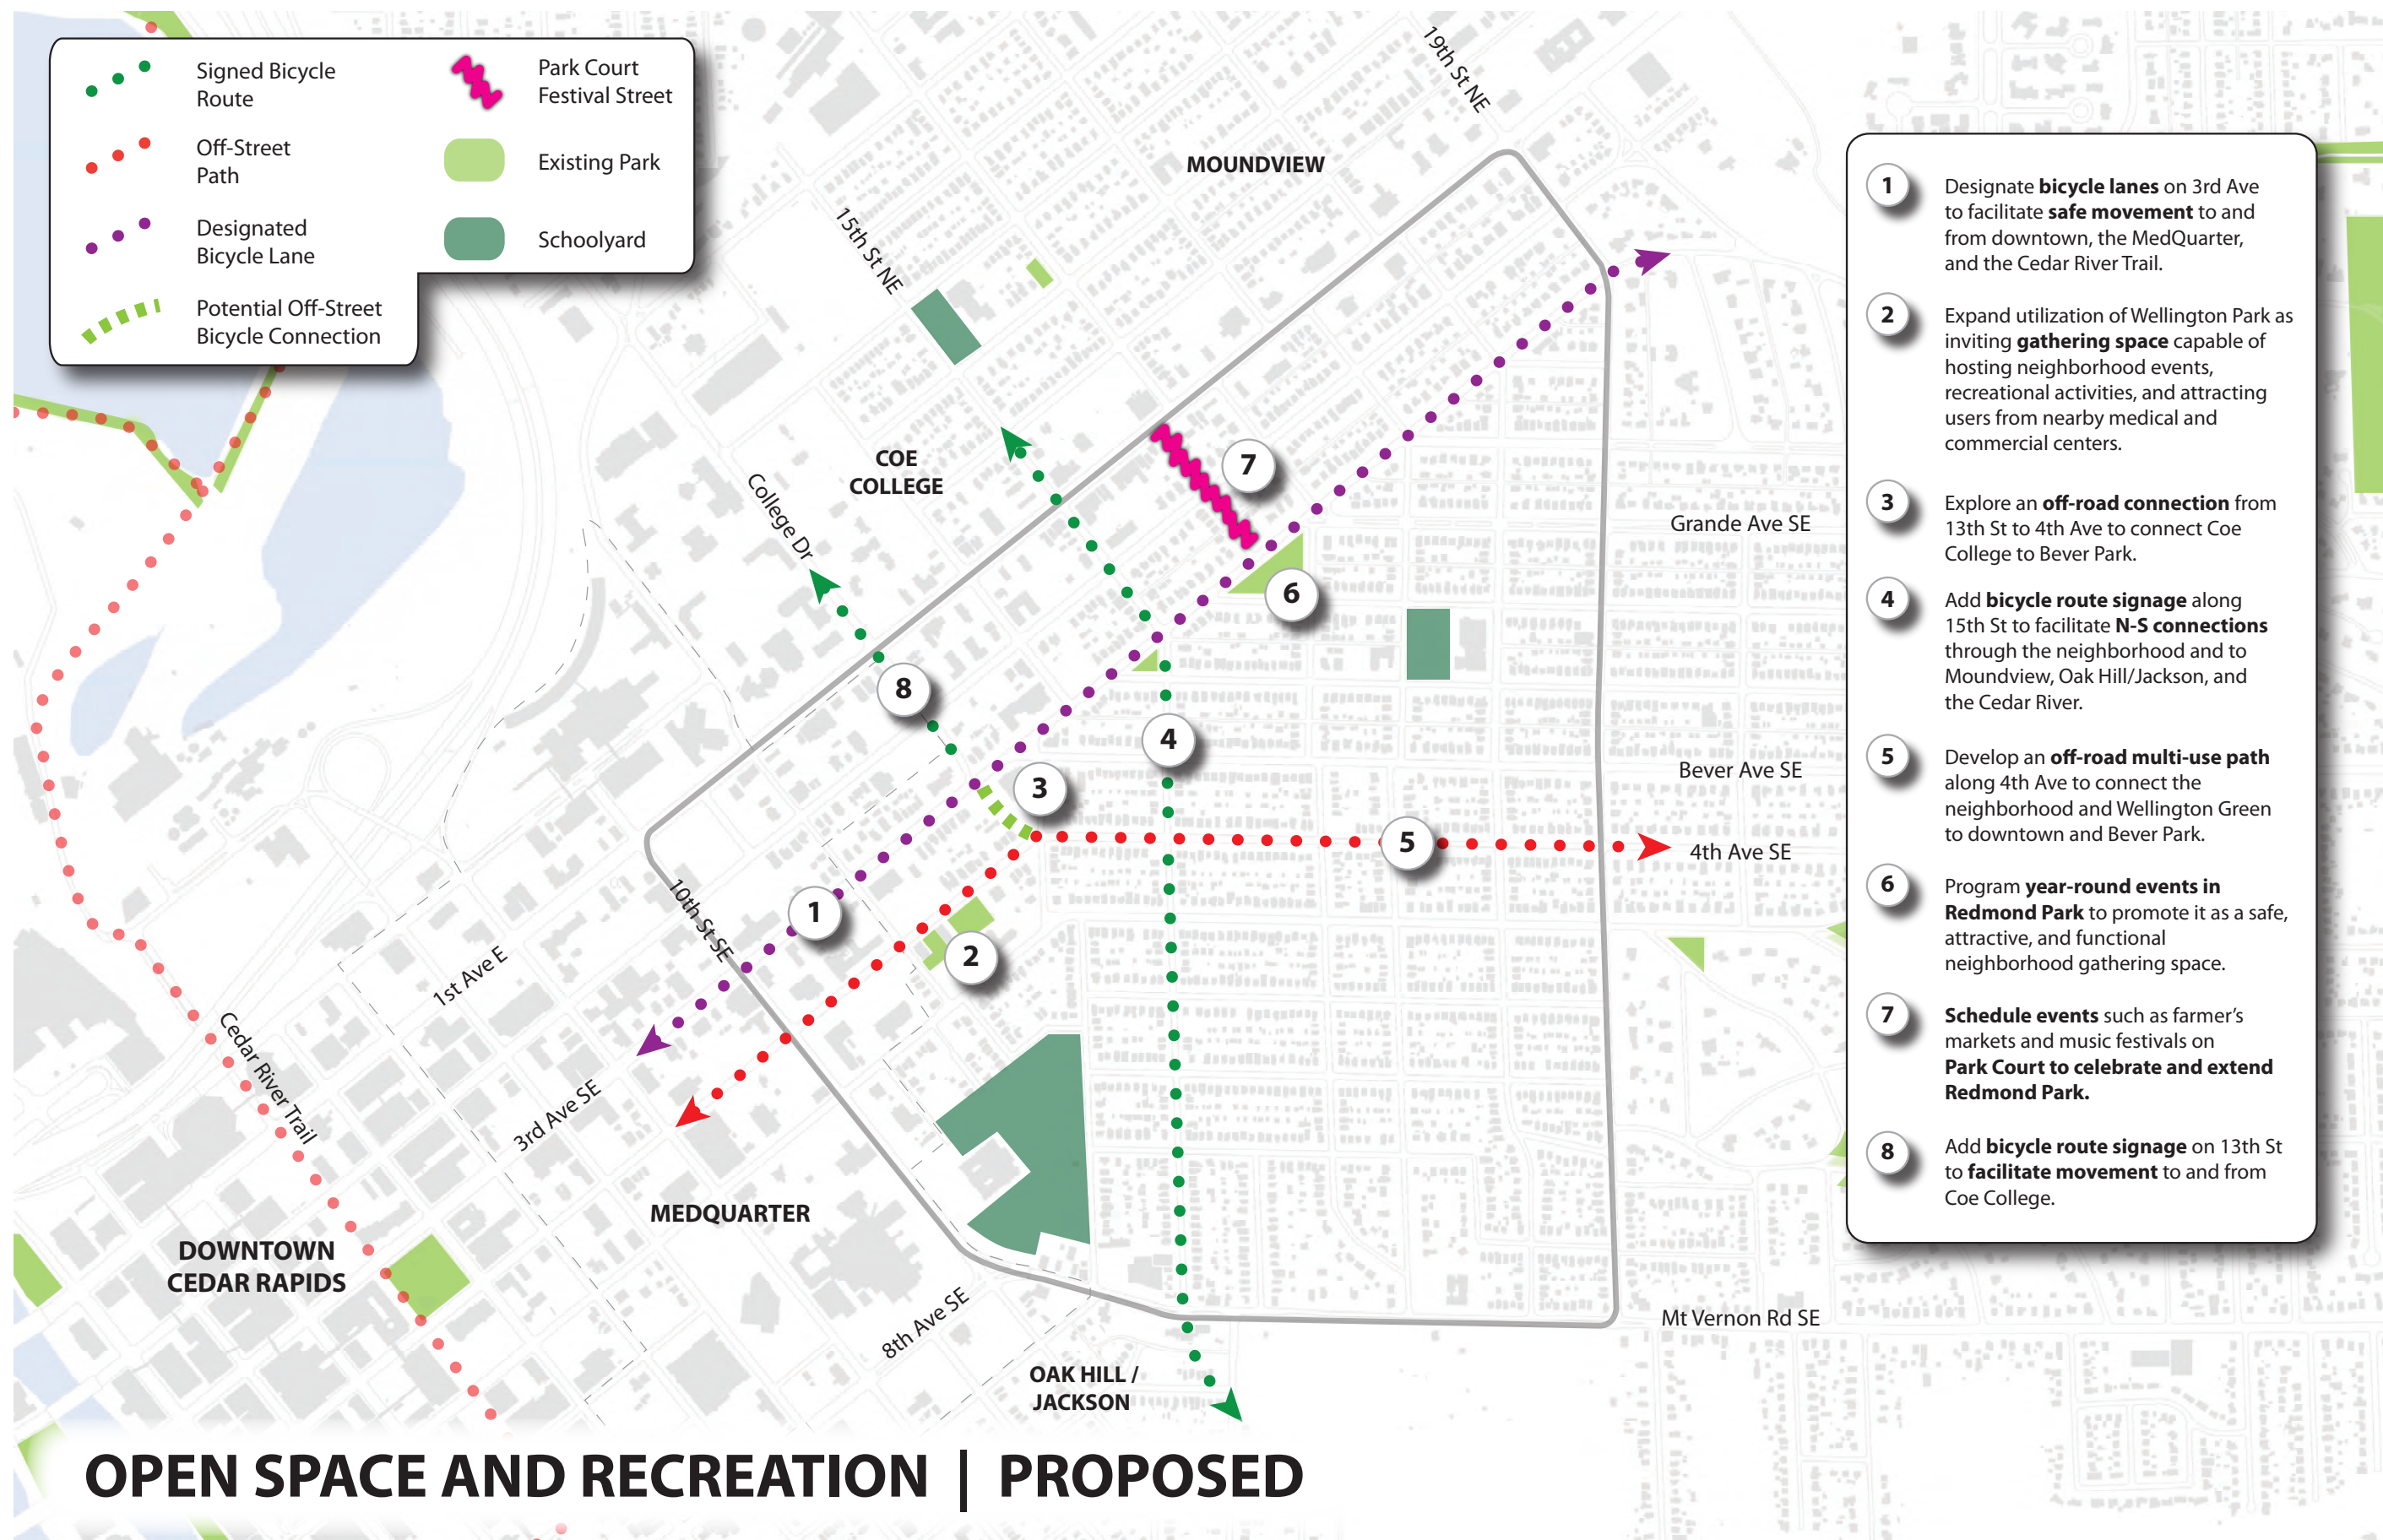 Signed Bicycle
Route
Off-Street
Path
Designated
Bicycle Lane
Potential Off-Street
Bicycle Connection
Park Court
Festival Street
Existing Park
Schoolyard
19th St NE
MOUNDVIEW
15th St NE
COE
COLLEGE
College Dr
Grande Ave SE
Bever Ave SE
4th Ave SE
10th St SE
1st Ave E
3rd Ave SE
Cedar River Trail
MEDQUARTER
DOWNTOWN
CEDAR RAPIDS
8th Ave SE
OAK HILL /
JACKSON
Mt Vernon Rd SE
7
6
8
4
3
5
1
2
1
Designate bicycle lanes on 3rd Ave
to facilitate safe movement to and
from downtown, the MedQuarter,
and the Cedar River Trail.
2
Expand utilization of Wellington Park as
inviting gathering space capable of
hosting neighborhood events,
recreational activities, and attracting
users from nearby medical and
commercial centers.
3
Explore an off-road connection from
13th St to 4th Ave to connect Coe
College to Bever Park.
4
Add bicycle route signage along
15th St to facilitate N-S connections
through the neighborhood and to
Moundview, Oak Hill/Jackson, and
the Cedar River.
5
Develop an off-road multi-use path
along 4th Ave to connect the
neighborhood and Wellington Green
to downtown and Bever Park.
6
Program year-round events in
Redmond Park to promote it as a safe,
attractive, and functional
neighborhood gathering space.
7
Schedule events such as farmer's
markets and music festivals on
Park Court to celebrate and extend
Redmond Park.
8
Add bicycle route signage on 13th St
to facilitate movement to and from
Coe College.
OPEN SPACE AND RECREATION | PROPOSED